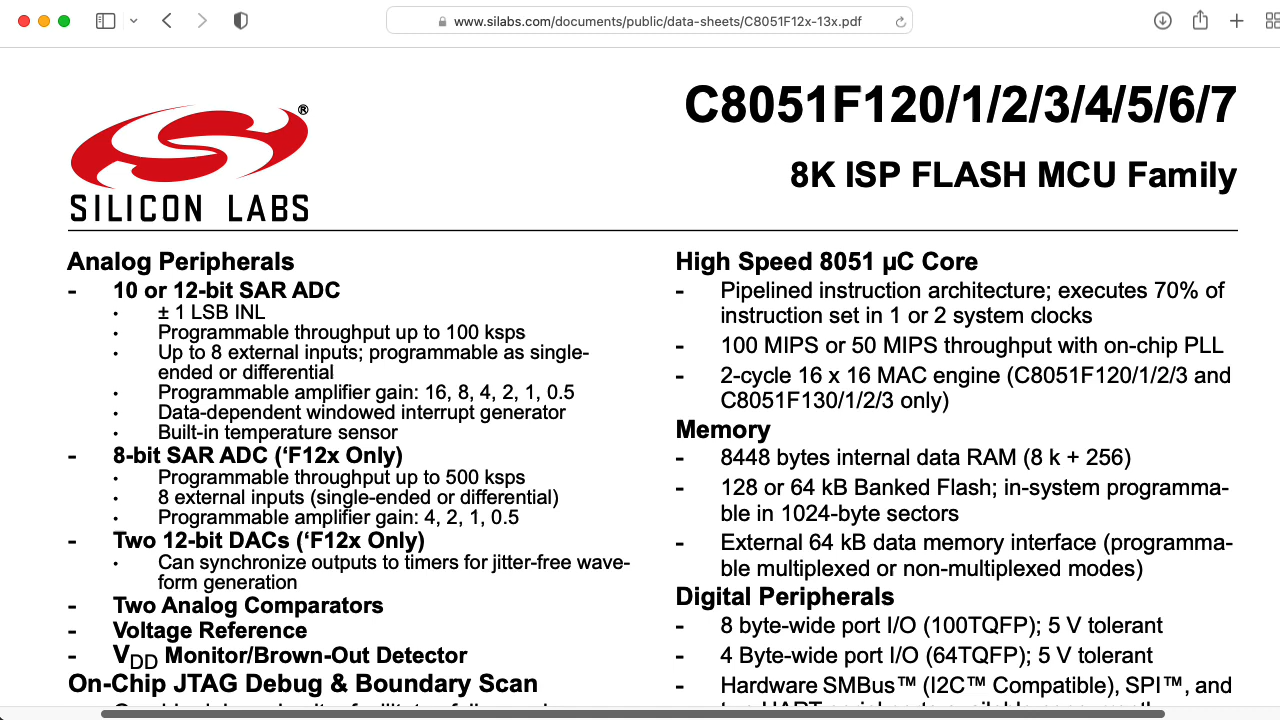 www.silabs.com/documents/public/data-sheets/C8051F12x-13x.pdf
®
SILICON LABS
C8051F120/1/2/3/4/5/6/7
8K ISP FLASH MCU Family
Analog Peripherals
- 10 or 12-bit SAR ADC
• ± 1 LSB INL
• Programmable throughput up to 100 ksps
• Up to 8 external inputs; programmable as single-
ended or differential
• Programmable amplifier gain: 16, 8, 4, 2, 1, 0.5
• Data-dependent windowed interrupt generator
• Built-in temperature sensor
- 8-bit SAR ADC (‘F12x Only)
• Programmable throughput up to 500 ksps
• 8 external inputs (single-ended or differential)
• Programmable amplifier gain: 4, 2, 1, 0.5
- Two 12-bit DACs (‘F12x Only)
• Can synchronize outputs to timers for jitter-free wave-
form generation
- Two Analog Comparators
- Voltage Reference
- VDD Monitor/Brown-Out Detector
On-Chip JTAG Debug & Boundary Scan
High Speed 8051 µC Core
- Pipelined instruction architecture; executes 70% of
instruction set in 1 or 2 system clocks
- 100 MIPS or 50 MIPS throughput with on-chip PLL
- 2-cycle 16 x 16 MAC engine (C8051F120/1/2/3 and
C8051F130/1/2/3 only)
Memory
- 8448 bytes internal data RAM (8 k + 256)
- 128 or 64 kB Banked Flash; in-system programma-
ble in 1024-byte sectors
- External 64 kB data memory interface (programma-
ble multiplexed or non-multiplexed modes)
Digital Peripherals
- 8 byte-wide port I/O (100TQFP); 5 V tolerant
- 4 Byte-wide port I/O (64TQFP); 5 V tolerant
- Hardware SMBus™ (I2C™ Compatible), SPI™, and